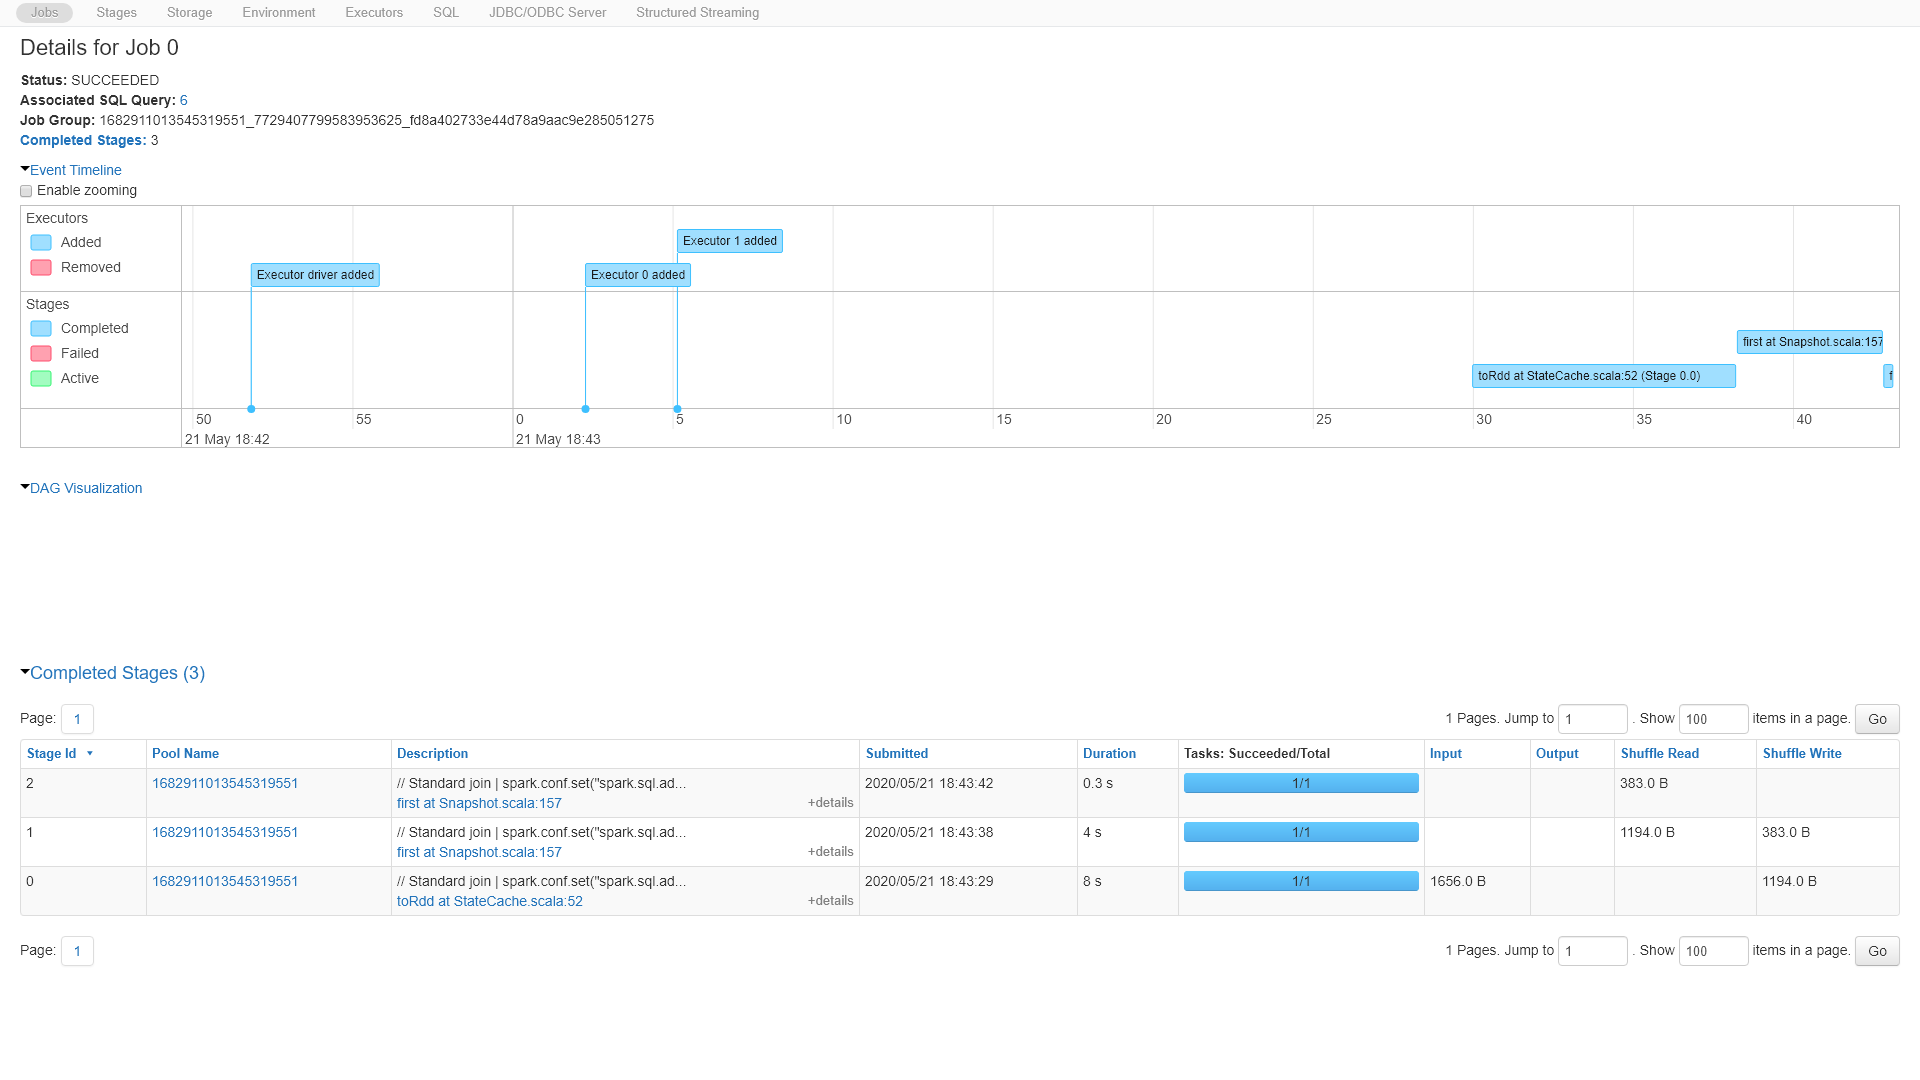 Jobs Stages Storage Environment Executors SQL JDBC/ODBC Server Structured Streaming
Details for Job 0
Status: SUCCEEDED
Associated SQL Query: 6
Job Group: 1682911013545319551_7729407799583953625_fd8a402733e44d78a9aac9e285051275
Completed Stages: 3
Event Timeline
Enable zooming
Executors
Added
Removed
Executor 1 added
Executor driver added
Executor 0 added
Stages
Completed
Failed
Active
first at Snapshot.scala:157
toRdd at StateCache.scala:52 (Stage 0.0)
f
50 55 0 5 10 15 20 25 30 35 40
21 May 18:42 21 May 18:43
DAG Visualization
Completed Stages (3)
Page: 1 1 Pages. Jump to 1 . Show 100 items in a page. Go
Stage Id Pool Name Description Submitted Duration Tasks: Succeeded/Total Input Output Shuffle Read Shuffle Write
2 1682911013545319551 // Standard join | spark.conf.set("spark.sql.ad... 2020/05/21 18:43:42 0.3 s 1/1 383.0 B
first at Snapshot.scala:157 +details
1 1682911013545319551 // Standard join | spark.conf.set("spark.sql.ad... 2020/05/21 18:43:38 4 s 1/1 1194.0 B 383.0 B
first at Snapshot.scala:157 +details
0 1682911013545319551 // Standard join | spark.conf.set("spark.sql.ad... 2020/05/21 18:43:29 8 s 1/1 1656.0 B 1194.0 B
toRdd at StateCache.scala:52 +details
Page: 1 1 Pages. Jump to 1 . Show 100 items in a page. Go